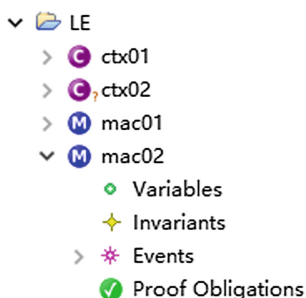 LE
C ctx01
C ? ctx02
M mac01
M mac02
Variables
Invariants
Events
Proof Obligations